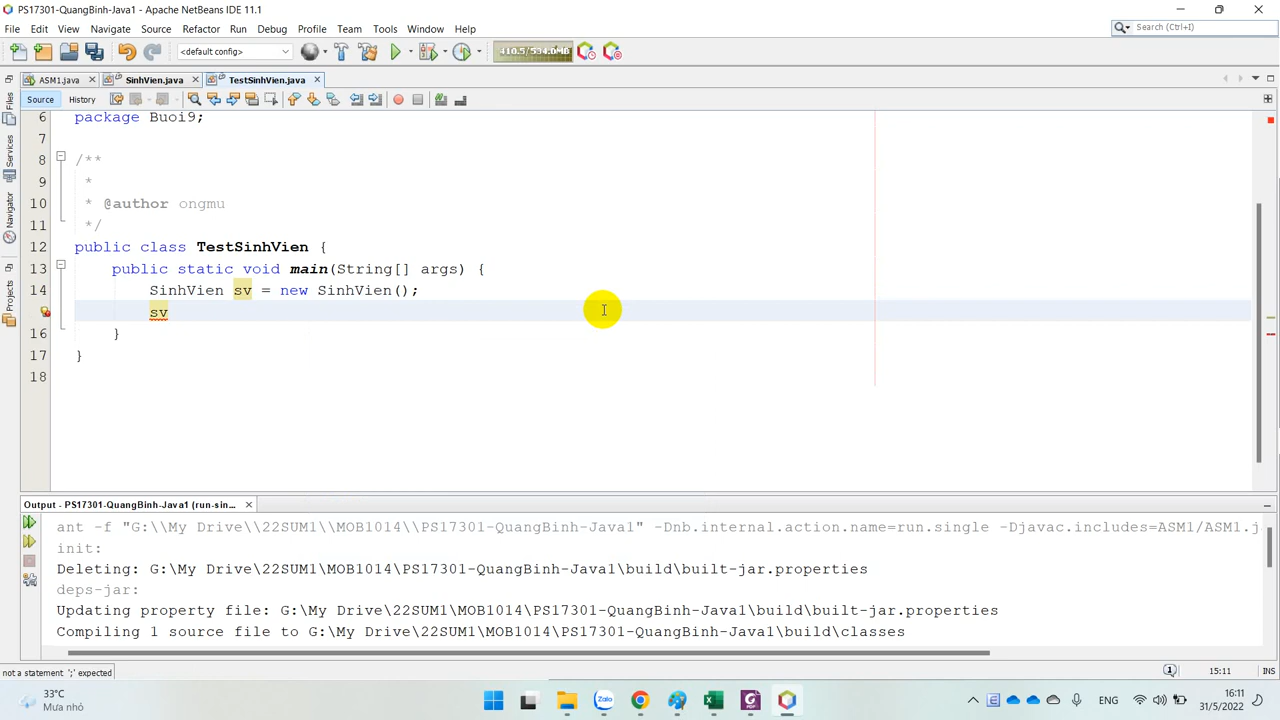 PS17301-QuangBinh-Java1 - Apache NetBeans IDE 11.1
File Edit View Navigate Source Refactor Run Debug Profile Team Tools Window Help
Search (Ctrl+I)
<default config>
410.5/534.0MB
ASM1.java
SinhVien.java
TestSinhVien.java
Source History
Files
Services
Navigator
Projects
6 package Buoi9;
7
8 /**
9 *
10 * @author ongmu
11 */
12 public class TestSinhVien {
13 public static void main(String[] args) {
14 SinhVien sv = new SinhVien();
sv
16 }
17 }
18
Output - PS17301-QuangBinh-Java1 (run-sin...
ant -f "G:\\My Drive\\22SUM1\\MOB1014\\PS17301-QuangBinh-Java1" -Dnb.internal.action.name=run.single -Djavac.includes=ASM1/ASM1.j
init:
Deleting: G:\My Drive\22SUM1\MOB1014\PS17301-QuangBinh-Java1\build\built-jar.properties
deps-jar:
Updating property file: G:\My Drive\22SUM1\MOB1014\PS17301-QuangBinh-Java1\build\built-jar.properties
Compiling 1 source file to G:\My Drive\22SUM1\MOB1014\PS17301-QuangBinh-Java1\build\classes
not a statement ';' expected
1
15:11
INS
33°C
Mưa nhỏ
Zalo
ENG
16:11
31/5/2022